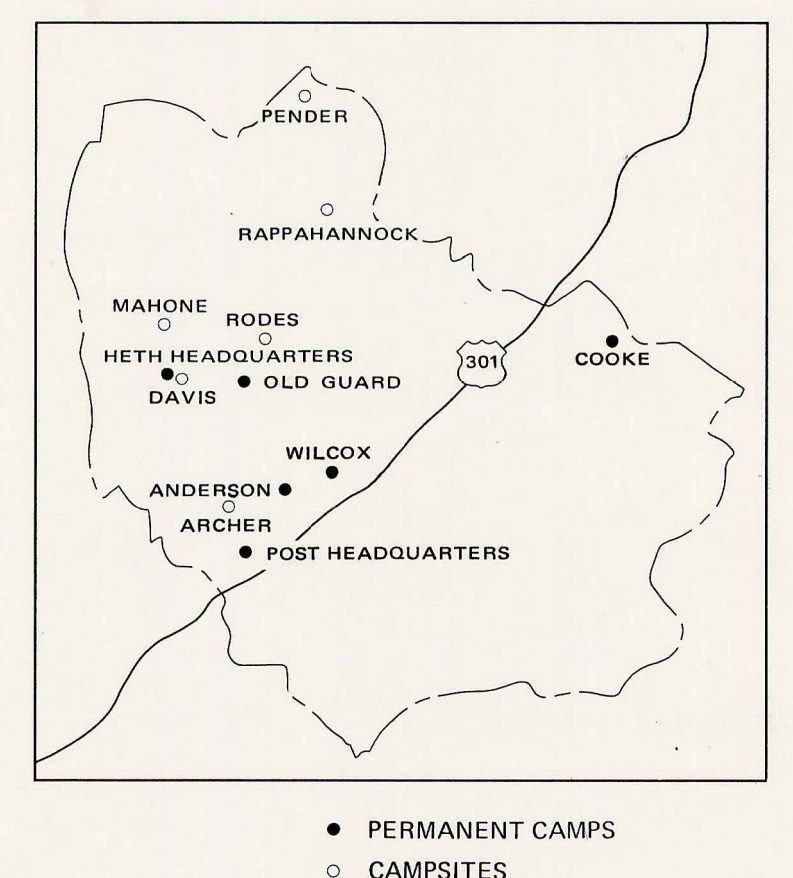 PENDER
RAPPAHANNOCK
MAHONE
RODES
HETH HEADQUARTERS
301
COOKE
DAVIS
OLD GUARD
WILCOX
ANDERSON
ARCHER
POST HEADQUARTERS
PERMANENT CAMPS
CAMPSITES